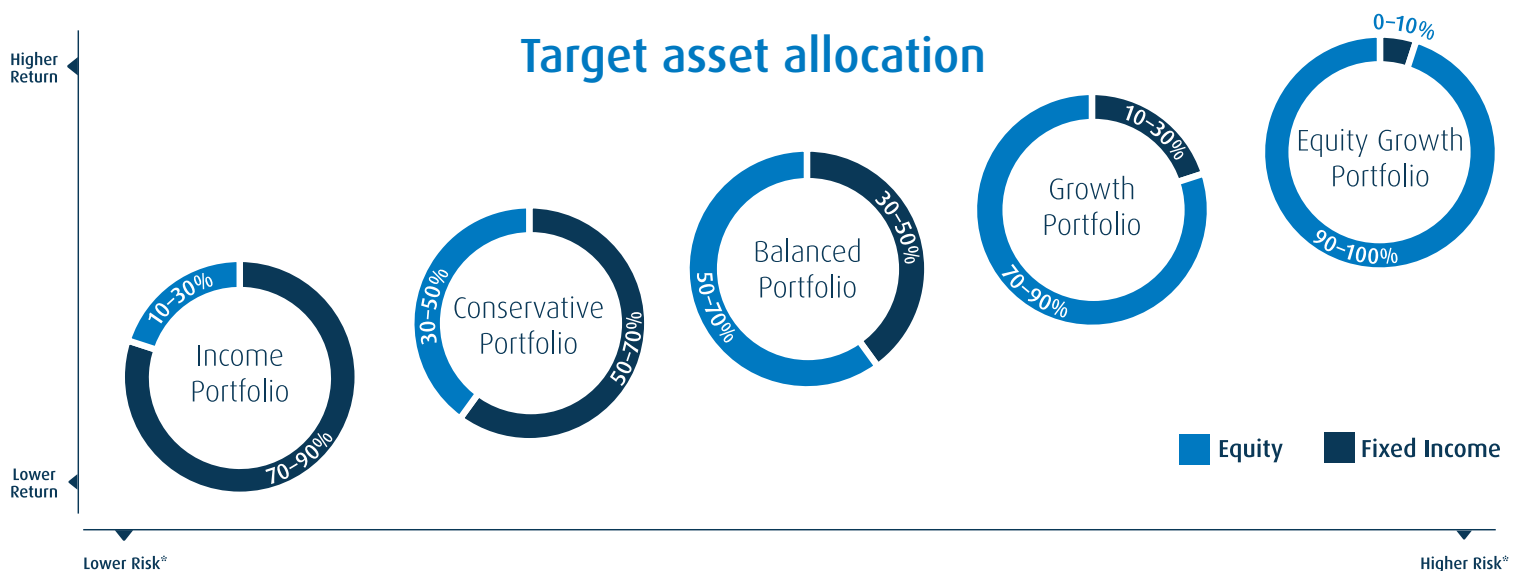 Target asset allocation
Higher
Return
Lower
Return
10–30%
Income
Portfolio
70–90%
30–50%
Conservative
Portfolio
50–70%
30–50%
Balanced
Portfolio
50–70%
10–30%
Growth
Portfolio
70–90%
0–10%
Equity Growth
Portfolio
90–100%
Equity
Fixed Income
Lower Risk*
Higher Risk*